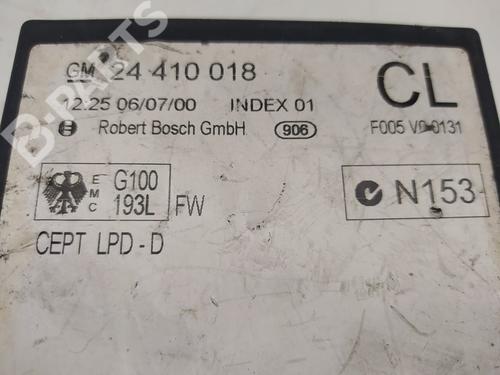 GM 24 410 018 CL
12:25 06/07/00 INDEX 01
Robert Bosch GmbH 906 F005 V0 0131
E M C G100 193L FW N153
CEPT LPD - D
B-PARTS